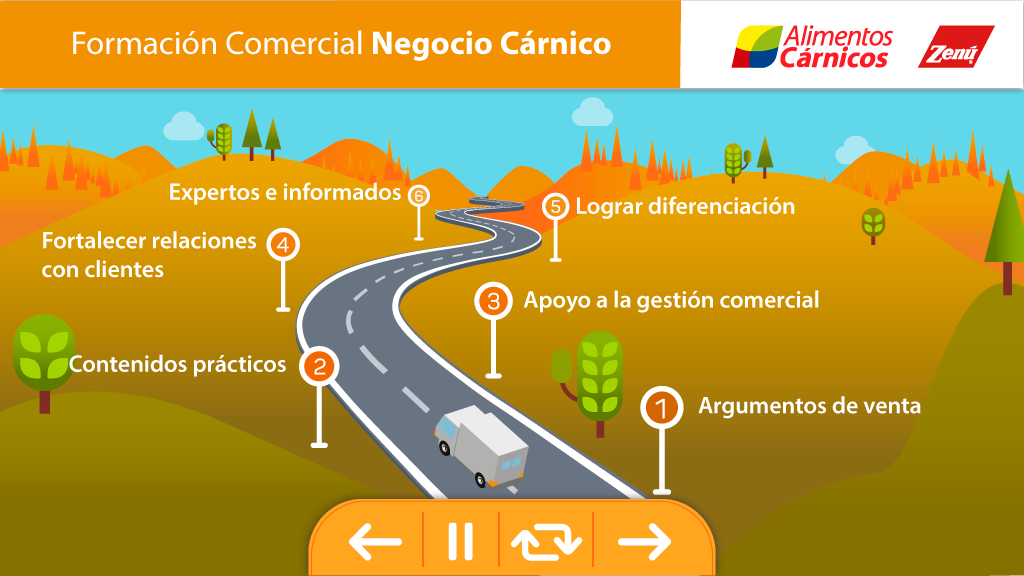 Formación Comercial Negocio Cárnico
Alimentos
Cárnicos
Zenú
Expertos e informados 6
5 Lograr diferenciación
Fortalecer relaciones
con clientes
4
3 Apoyo a la gestión comercial
Contenidos prácticos 2
1 Argumentos de venta